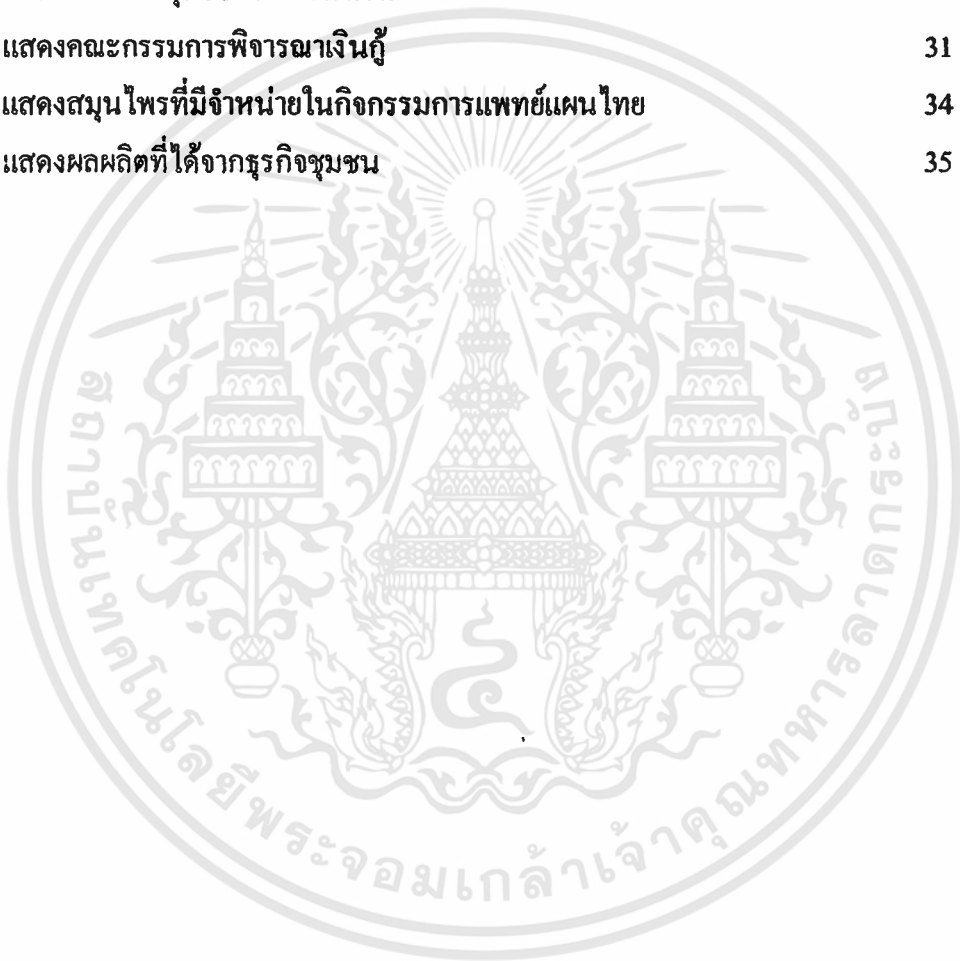 แสดงคณะกรรมการพิจารณาเงินกู้ 31
แสดงสมุนไพรที่มีจำหน่ายในกิจกรรมการแพทย์แผนไทย 34
แสดงผลผลิตที่ได้จากธุรกิจชุมชน 35
สถาบันเทคโนโลยีพระจอมเกล้าเจ้าคุณทหารลาดกระบัง